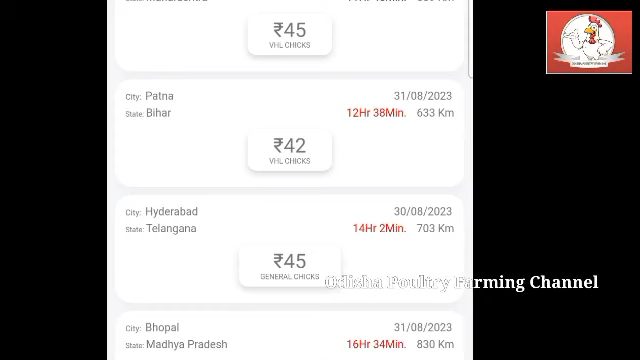 ₹45
VHL CHICKS
City: Patna 31/08/2023
State: Bihar 12Hr 38Min. 633 Km
₹42
VHL CHICKS
City: Hyderabad 30/08/2023
State: Telangana 14Hr 2Min. 703 Km
₹45
GENERAL CHICKS
Odisha Poultry Farming Channel
City: Bhopal 31/08/2023
State: Madhya Pradesh 16Hr 34Min. 830 Km